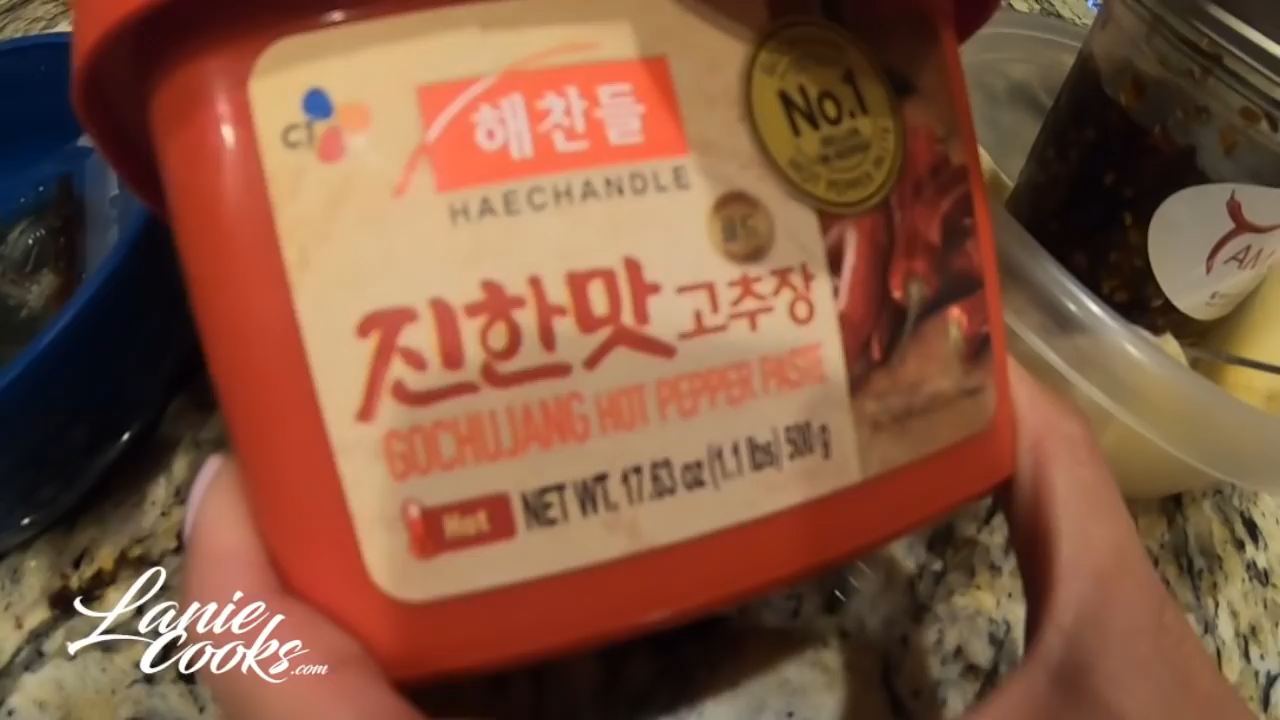 CJ
해찬들
HAECHANDLE
No.1
진한맛 고추장
GOCHUJANG HOT PEPPER PASTE
Hot NET WT. 17.63 oz (1.1 lbs) 500 g
Lanie
Cooks.com